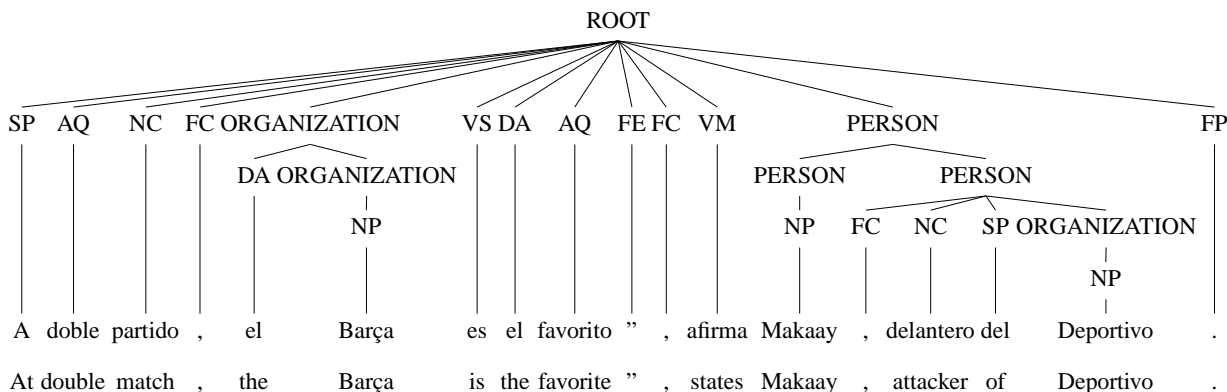 ROOT
SP AQ NC FC ORGANIZATION VS DA AQ FE FC VM PERSON FP
DA ORGANIZATION PERSON PERSON
NP NP FC NC SP ORGANIZATION
NP
A doble partido , el Barça es el favorito ” , afirma Makaay , delantero del Deportivo .
At double match , the Barça is the favorite ” , states Makaay , attacker of Deportivo .